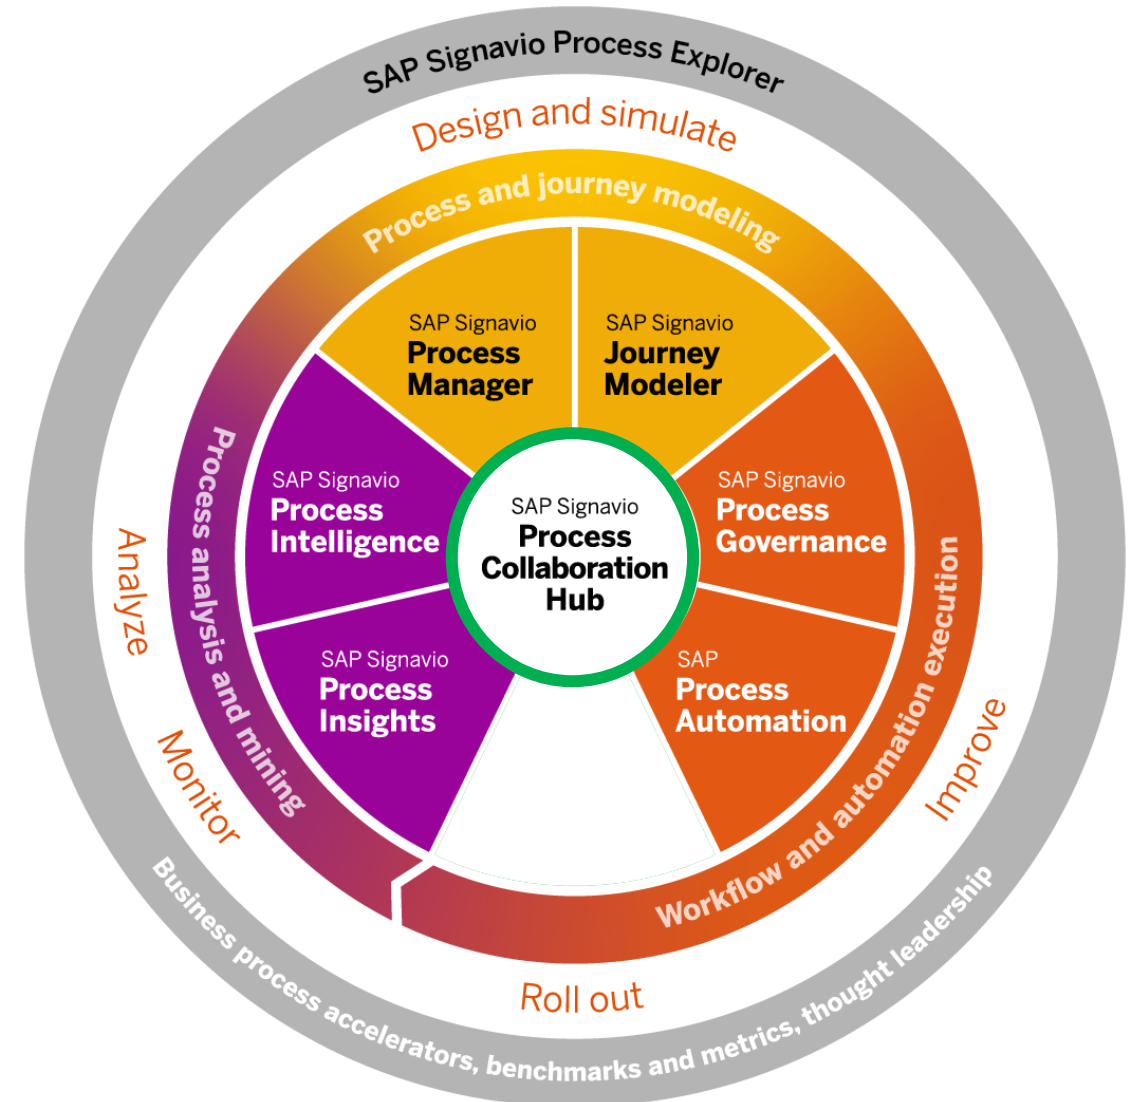 SAP Signavio Process Explorer
Design and simulate
Process and journey modeling
SAP Signavio
Process
Manager
SAP Signavio
Journey
Modeler
SAP Signavio
Process
Intelligence
SAP Signavio
Process
Collaboration
Hub
SAP Signavio
Process
Governance
SAP Signavio
Process
Insights
SAP
Process
Automation
Process analysis and mining
Workflow and automation execution
Analyze
Monitor
Improve
Roll out
Business process accelerators, benchmarks and metrics, thought leadership